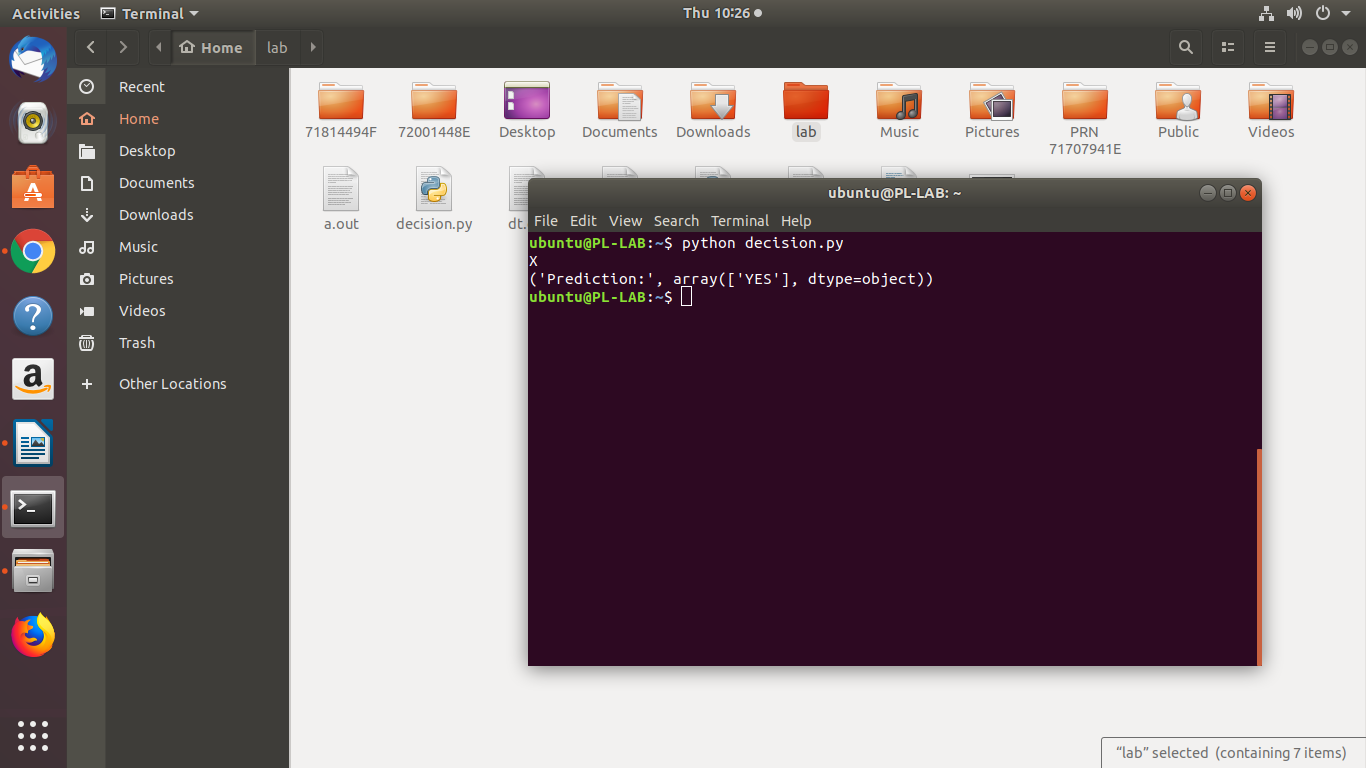 Activities Terminal Thu 10:26
Home lab
Recent
Home
Desktop
Documents
Downloads
Music
Pictures
Videos
Trash
Other Locations
71814494F 72001448E Desktop Documents Downloads lab Music Pictures PRN 71707941E Public Videos
a.out decision.py dt.
ubuntu@PL-LAB: ~
File Edit View Search Terminal Help
ubuntu@PL-LAB:~$ python decision.py
X
('Prediction:', array(['YES'], dtype=object))
ubuntu@PL-LAB:~$
“lab” selected (containing 7 items)